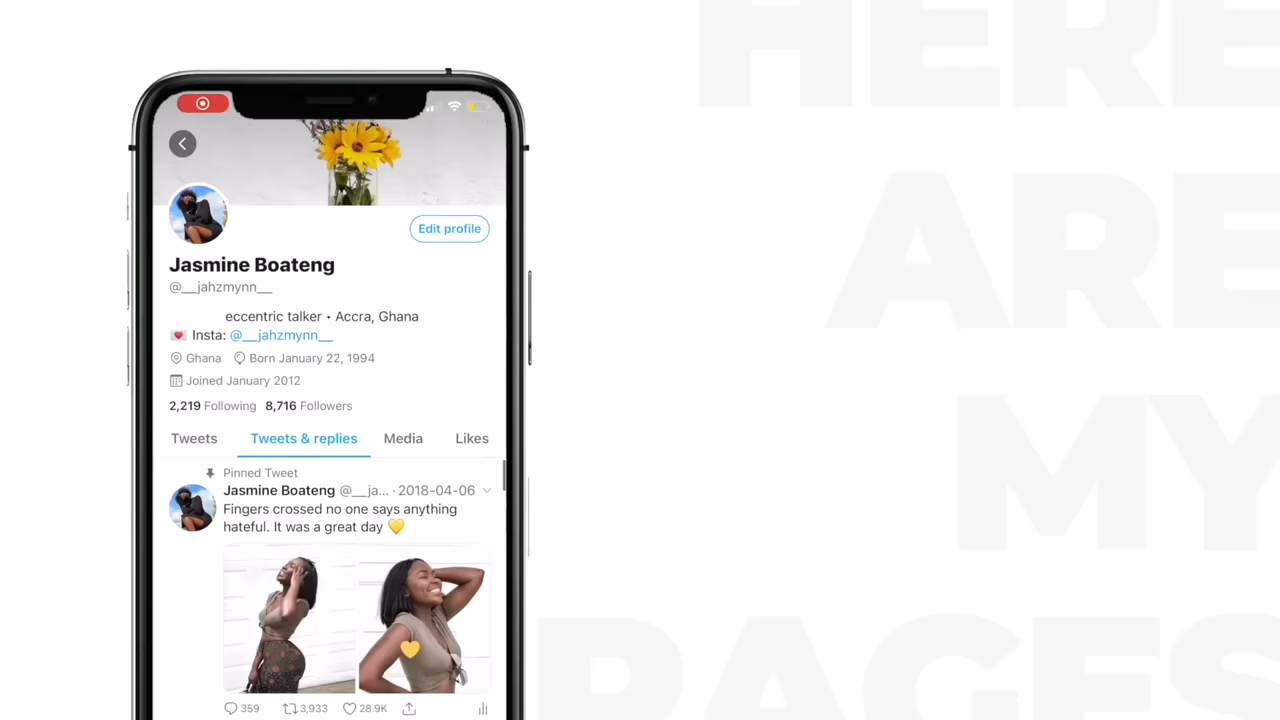 HERE
ARE
MY
PAGES
Edit profile
Jasmine Boateng
@__jahzmynn__
eccentric talker • Accra, Ghana
💌 Insta: @__jahzmynn__
Ghana Born January 22, 1994
Joined January 2012
2,219 Following 8,716 Followers
Tweets Tweets & replies Media Likes
Pinned Tweet
Jasmine Boateng @__ja... · 2018-04-06
Fingers crossed no one says anything
hateful. It was a great day 💛
359 3,933 28.9K